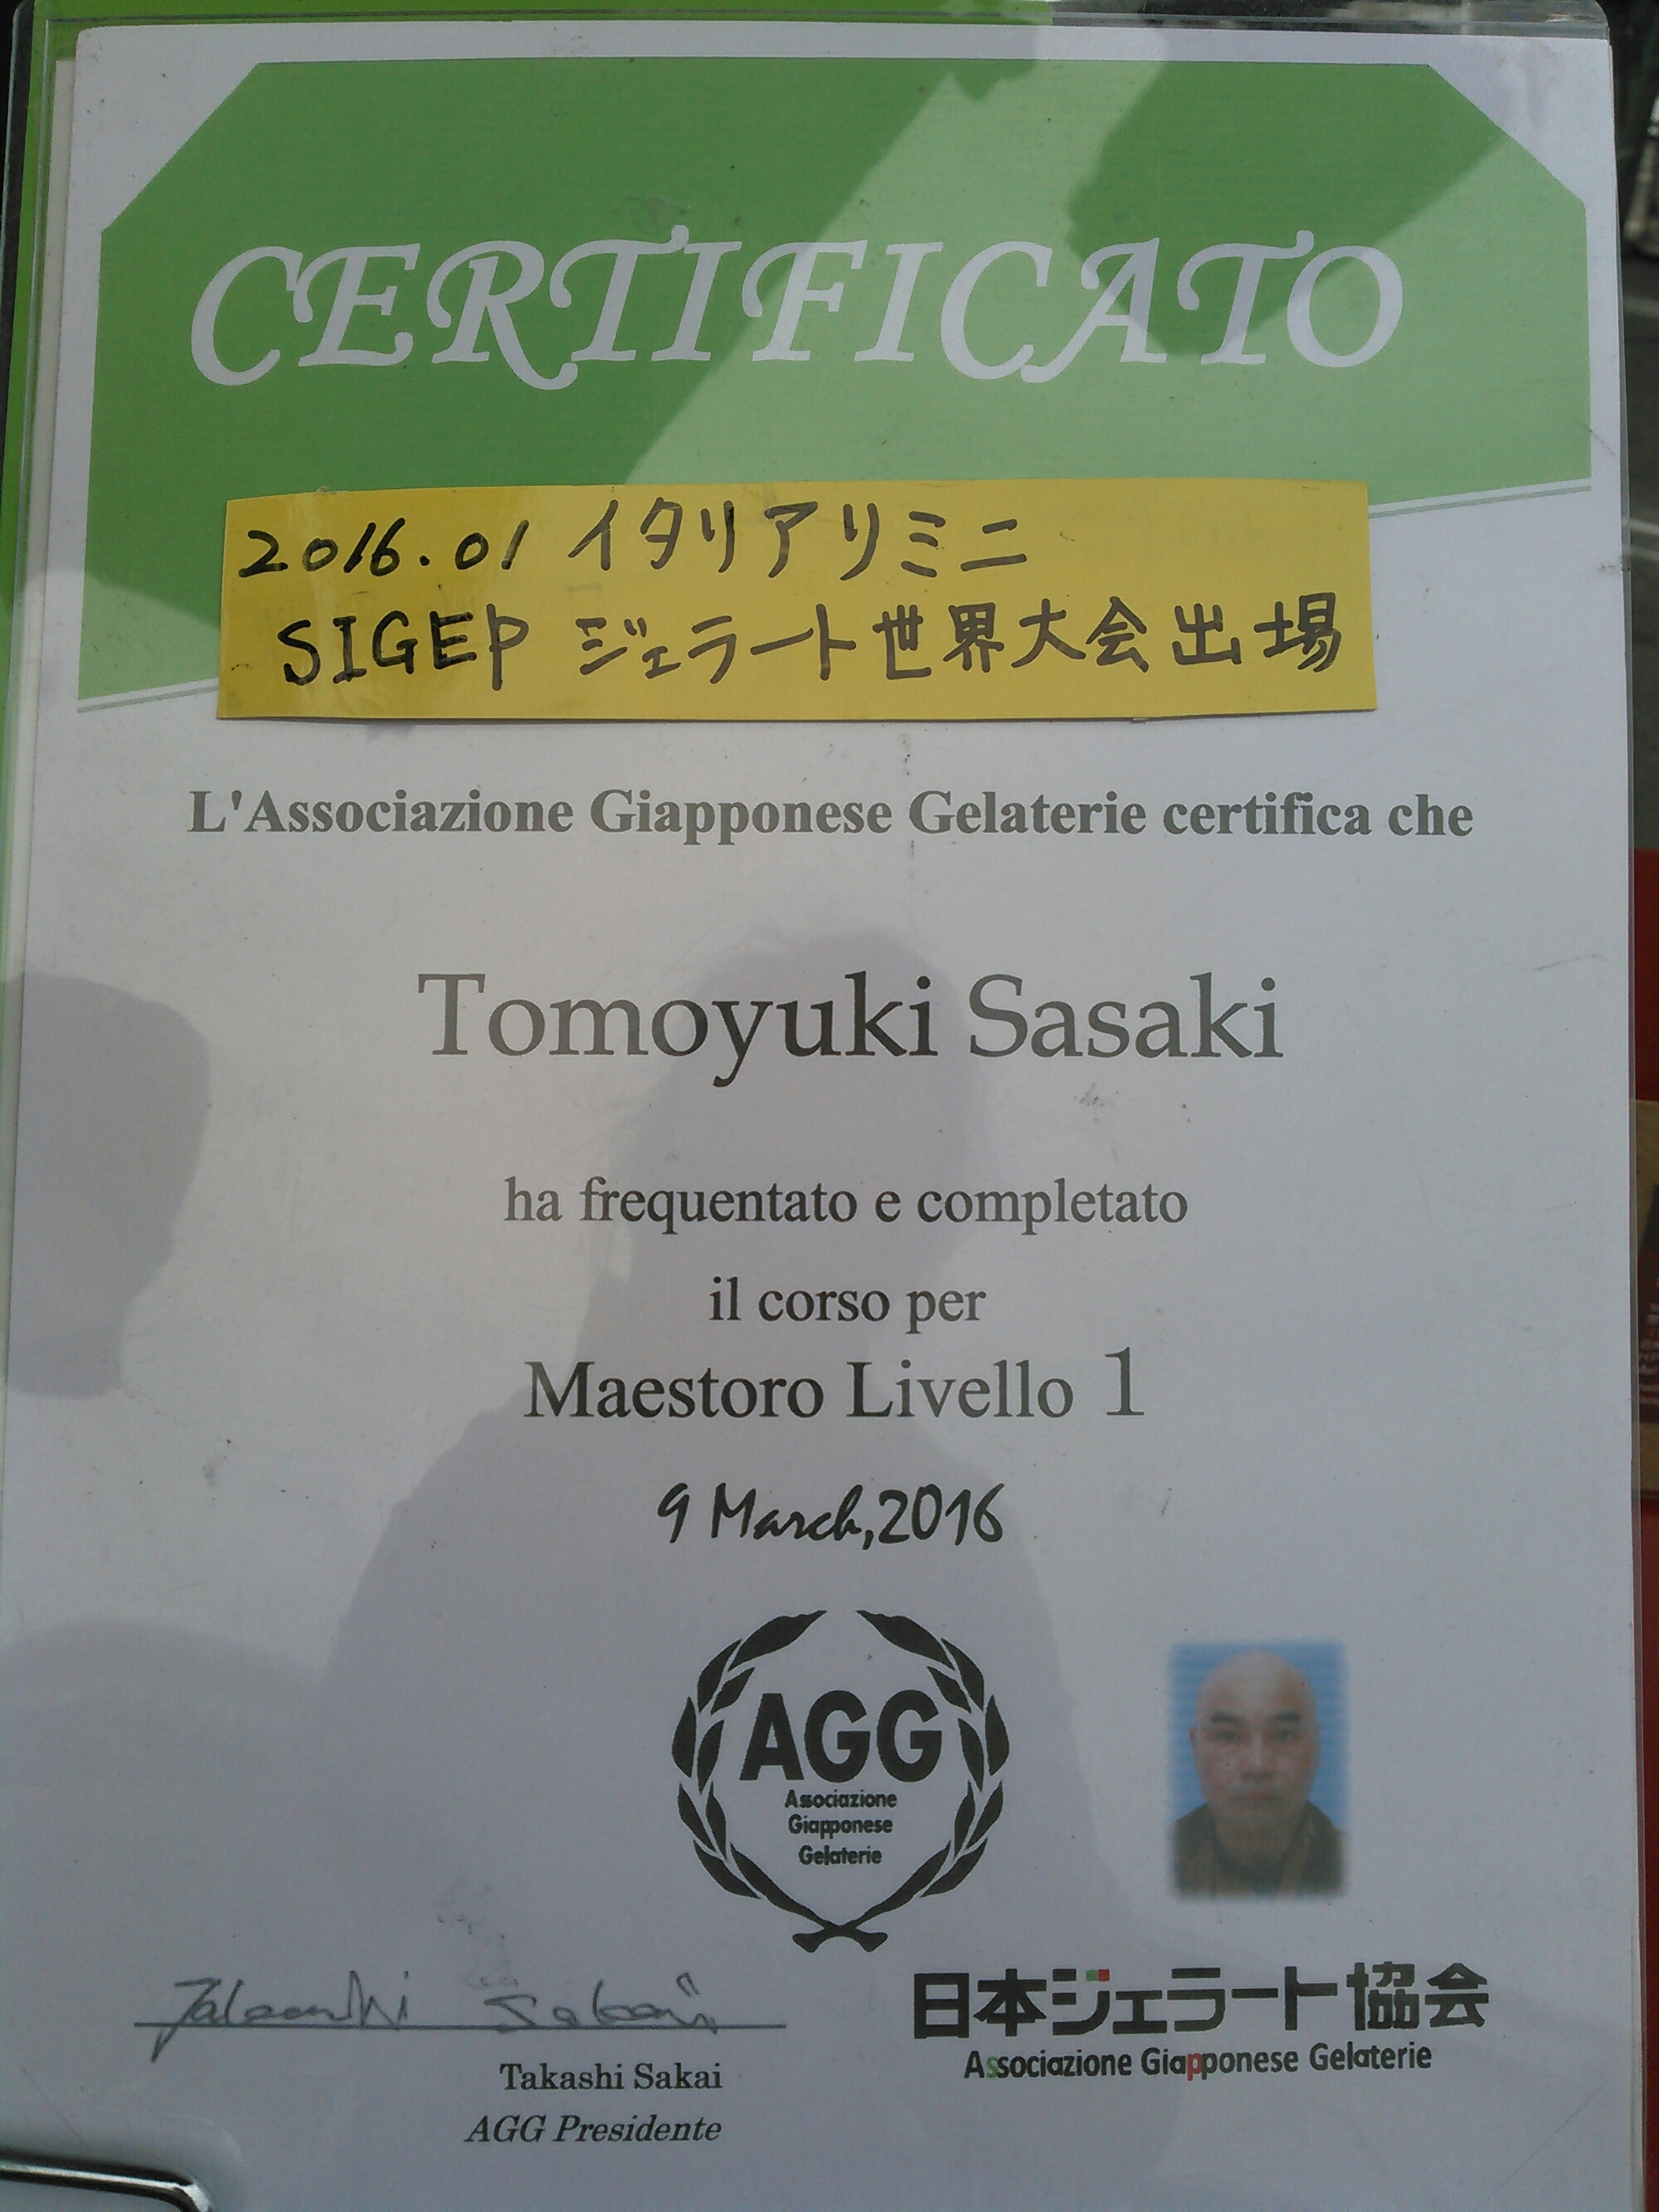 CERTIFICATO
2016.01 イタリアリミニ
SIGEP ジェラート世界大会出場
L'Associazione Giapponese Gelaterie certifica che
Tomoyuki Sasaki
ha frequentato e completato
il corso per
Maestoro Livello 1
9 March,2016
AGG
Associazione
Giapponese
Gelaterie
Takashi Sakai
Takashi Sakai
AGG Presidente
日本ジェラート協会
Associazione Giapponese Gelaterie